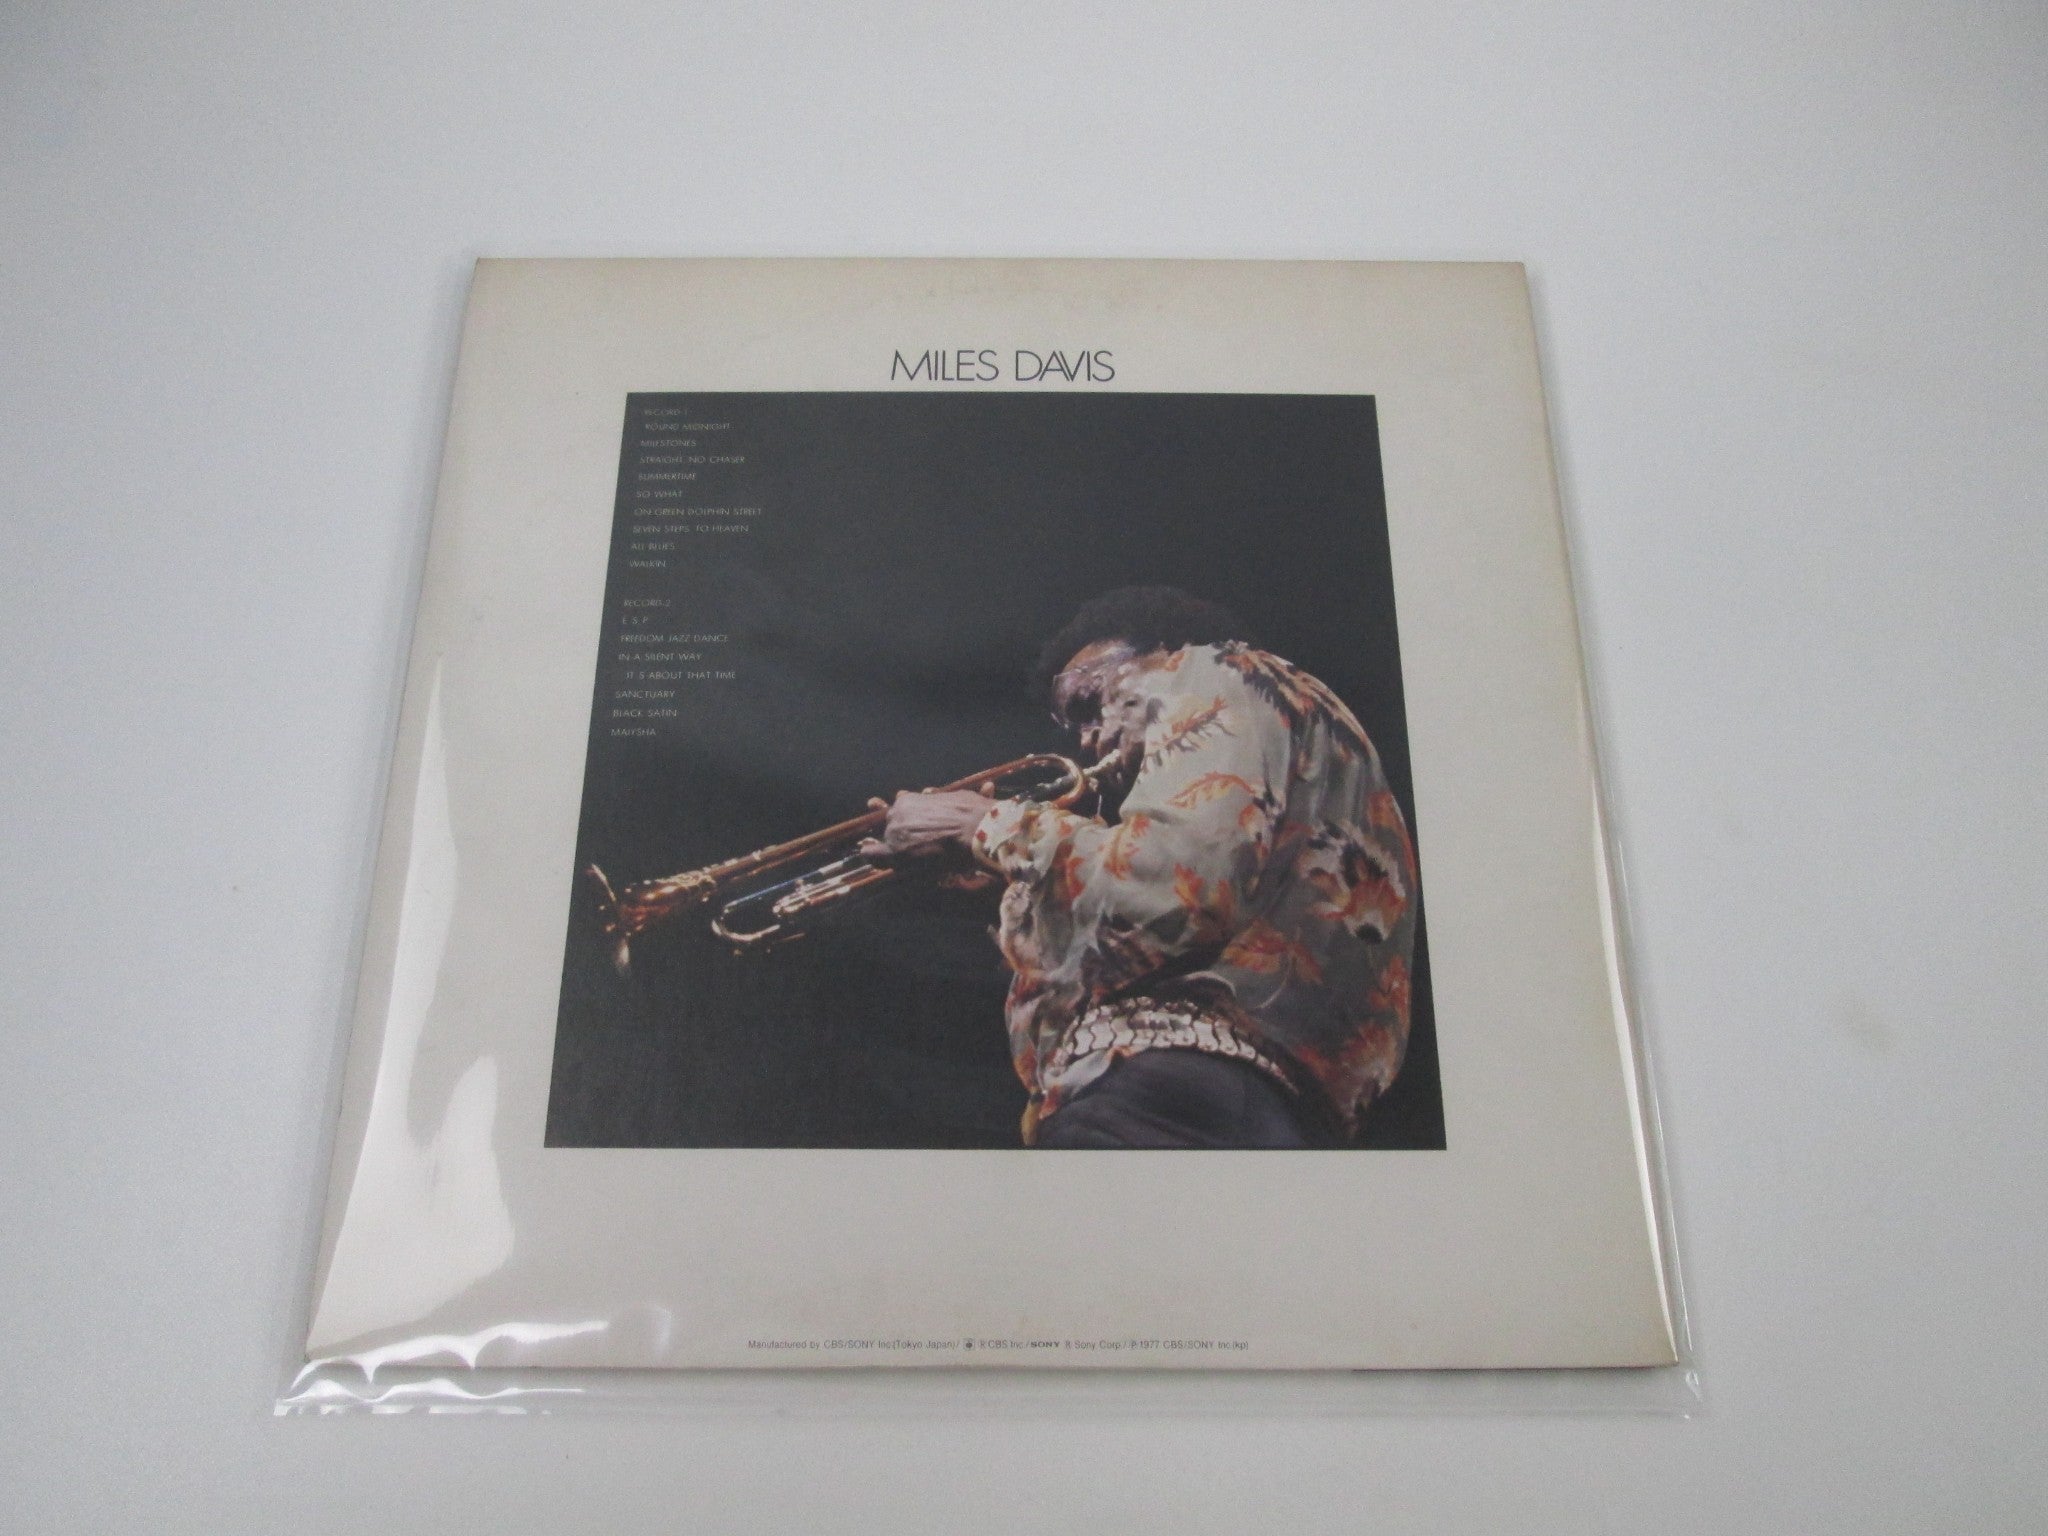 MILES DAVIS
RECORD-1
'ROUND MIDNIGHT
MILESTONES
STRAIGHT, NO CHASER
SUMMERTIME
SO WHAT
ON GREEN DOLPHIN STREET
SEVEN STEPS TO HEAVEN
ALL BLUES
WALKIN'
RECORD-2
E.S.P.
FREEDOM JAZZ DANCE
IN A SILENT WAY
IT'S ABOUT THAT TIME
SANCTUARY
BLACK SATIN
MAIYSHA
Manufactured by CBS/SONY Inc.(Tokyo Japan)/ ® CBS Inc./SONY ® Sony Corp./℗1977 CBS/SONY Inc.(kp)